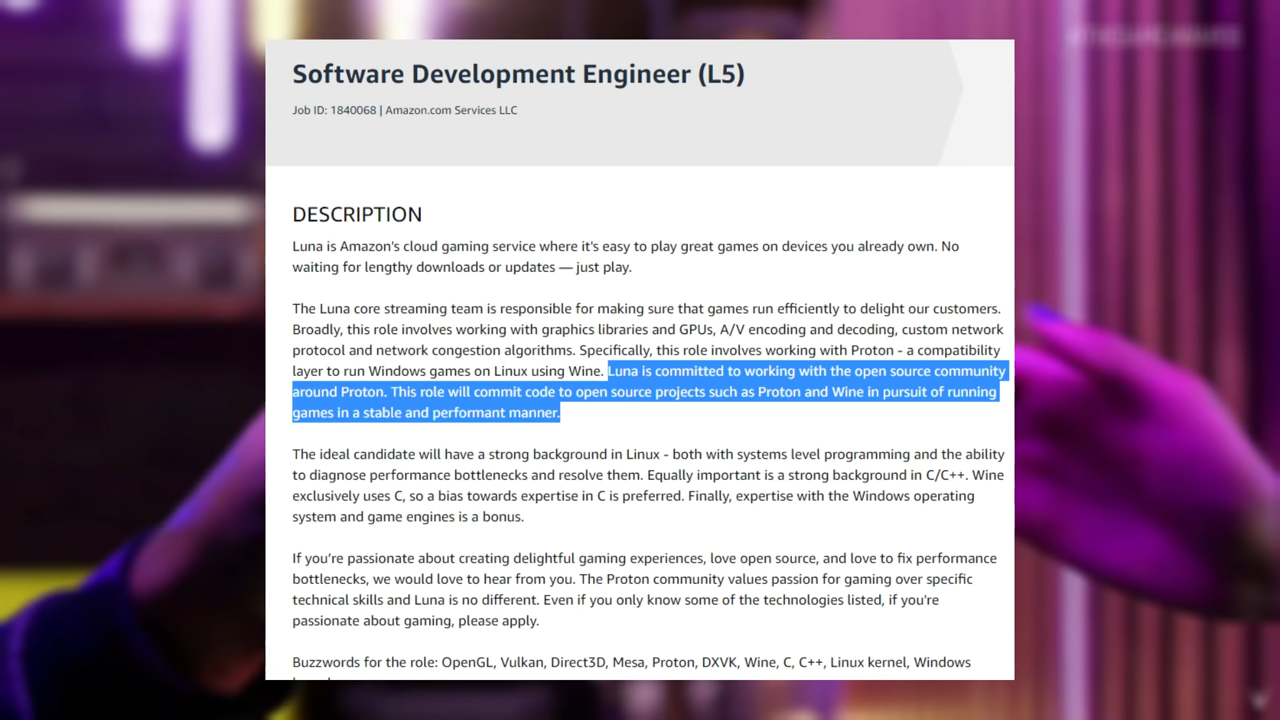 Software Development Engineer (L5)
Job ID: 1840068 | Amazon.com Services LLC
DESCRIPTION
Luna is Amazon's cloud gaming service where it's easy to play great games on devices you already own. No
waiting for lengthy downloads or updates — just play.
The Luna core streaming team is responsible for making sure that games run efficiently to delight our customers.
Broadly, this role involves working with graphics libraries and GPUs, A/V encoding and decoding, custom network
protocol and network congestion algorithms. Specifically, this role involves working with Proton - a compatibility
layer to run Windows games on Linux using Wine. Luna is committed to working with the open source community
around Proton. This role will commit code to open source projects such as Proton and Wine in pursuit of running
games in a stable and performant manner.
The ideal candidate will have a strong background in Linux - both with systems level programming and the ability
to diagnose performance bottlenecks and resolve them. Equally important is a strong background in C/C++. Wine
exclusively uses C, so a bias towards expertise in C is preferred. Finally, expertise with the Windows operating
system and game engines is a bonus.
If you’re passionate about creating delightful gaming experiences, love open source, and love to fix performance
bottlenecks, we would love to hear from you. The Proton community values passion for gaming over specific
technical skills and Luna is no different. Even if you only know some of the technologies listed, if you're
passionate about gaming, please apply.
Buzzwords for the role: OpenGL, Vulkan, Direct3D, Mesa, Proton, DXVK, Wine, C, C++, Linux kernel, Windows